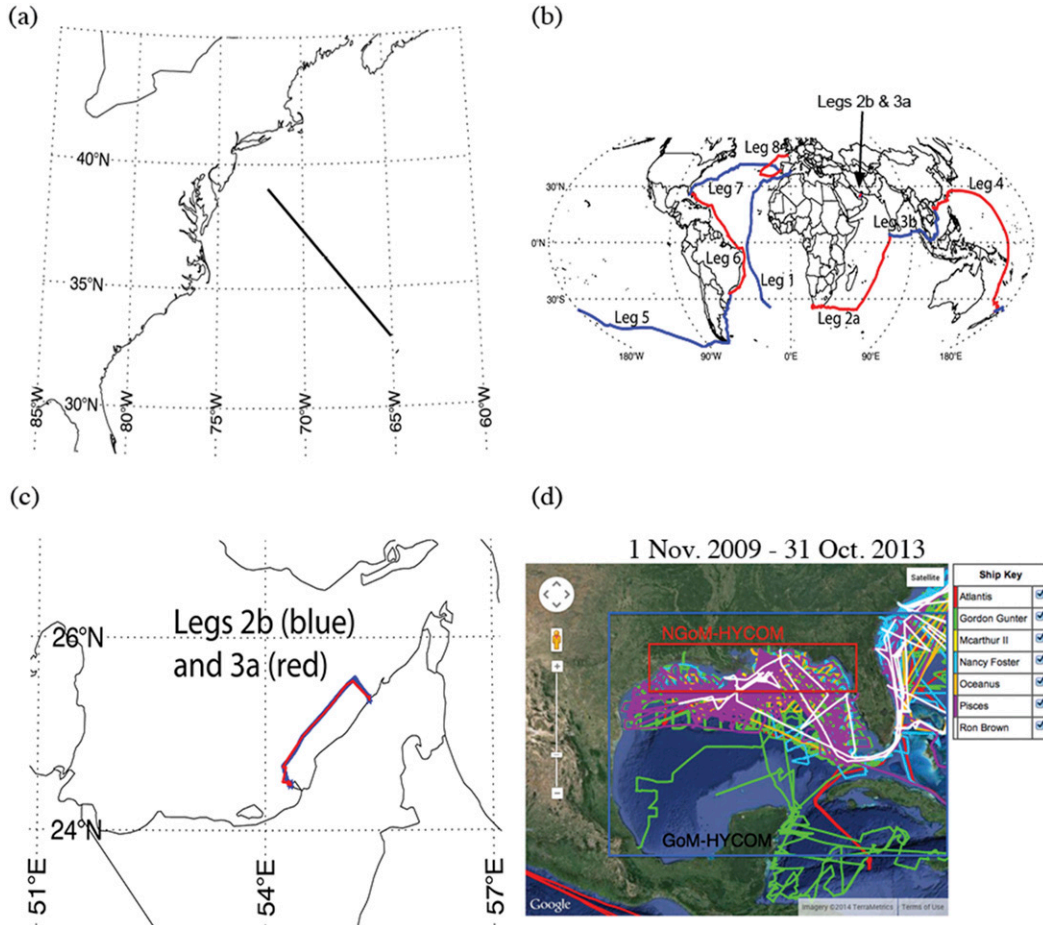 (a)
40°N
35°N
30°N
85°W
80°W
75°W
70°W
65°W
60°W
(b)
Legs 2b & 3a
Leg 8
Leg 7
Leg 4
Leg 3b
Leg 6
Leg 1
Leg 5
Leg 2a
30°N
0°N
30°S
180°W
90°W
0°E
90°E
180°E
(c)
Legs 2b (blue)
and 3a (red)
26°N
24°N
51°E
54°E
57°E
(d)
1 Nov. 2009 - 31 Oct. 2013
Satellite
NGoM-HYCOM
GoM-HYCOM
Google
Imagery ©2014 TerraMetrics
Terms of Use
Ship Key
Atlantis
Gordon Gunter
Mcarthur II
Nancy Foster
Oceanus
Pisces
Ron Brown